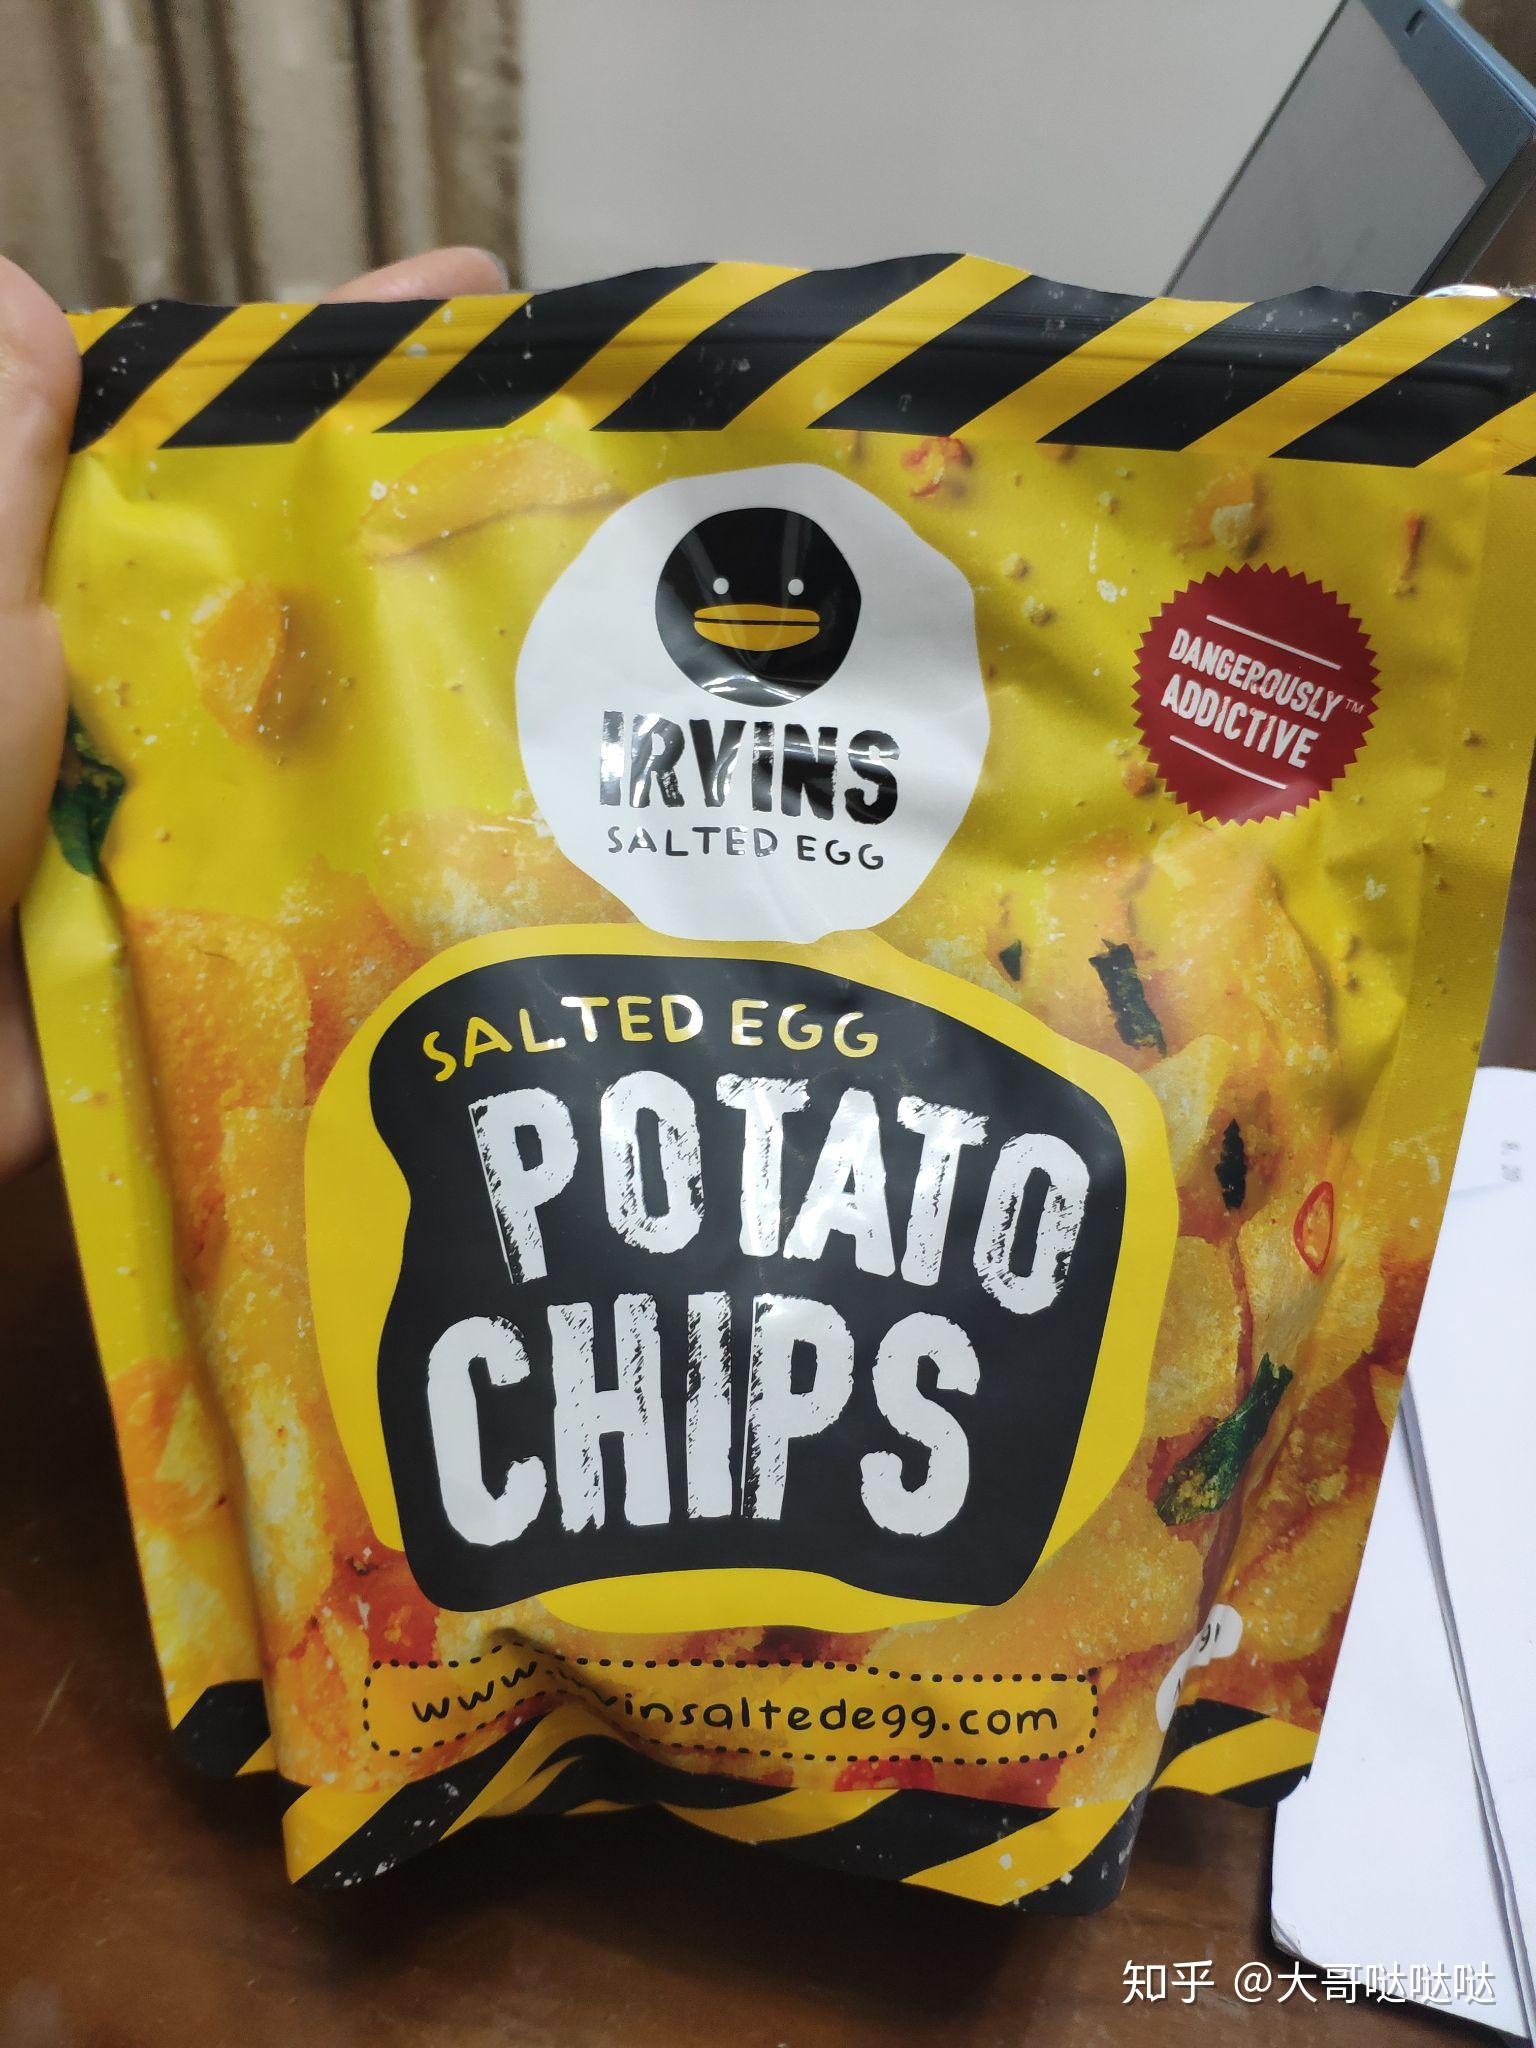 IRVINS
SALTED EGG
DANGEROUSLY™
ADDICTIVE
SALTED EGG
POTATO
CHIPS
知乎 @大哥哒哒哒